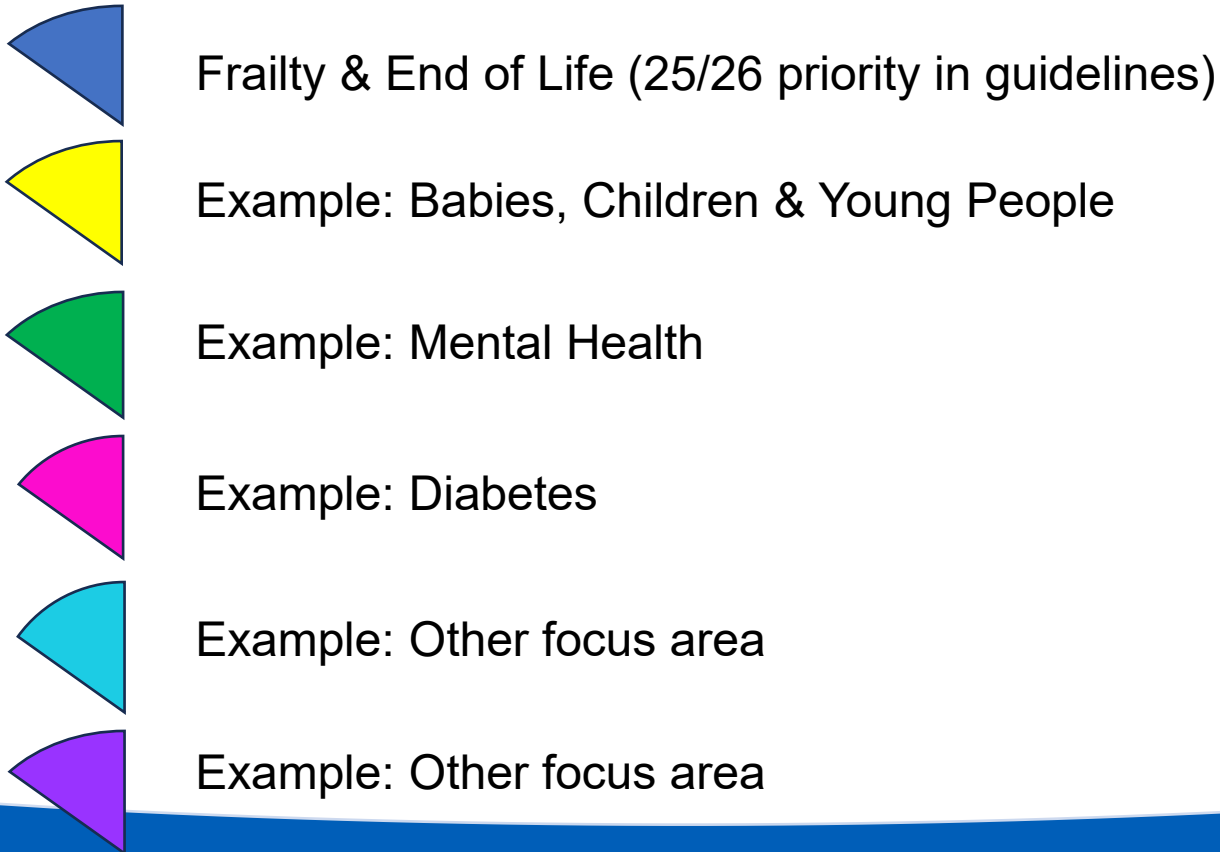 Frailty & End of Life (25/26 priority in guidelines)
Example: Babies, Children & Young People
Example: Mental Health
Example: Diabetes
Example: Other focus area
Example: Other focus area